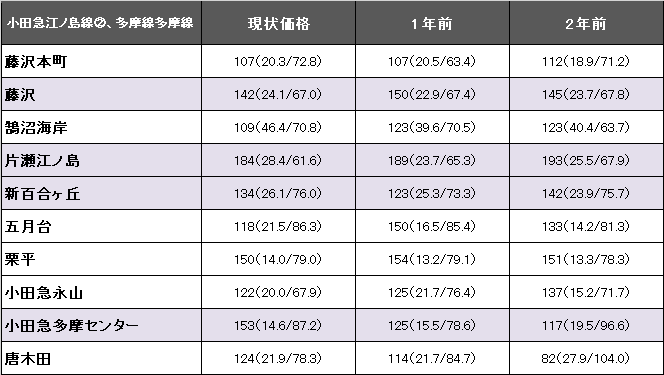 小田急江ノ島線②、多摩線多摩線 現状価格 1年前 2年前
藤沢本町 107(20.3/72.8) 107(20.5/63.4) 112(18.9/71.2)
藤沢 142(24.1/67.0) 150(22.9/67.4) 145(23.7/67.8)
鵠沼海岸 109(46.4/70.8) 123(39.6/70.5) 123(40.4/63.7)
片瀬江ノ島 184(28.4/61.6) 189(23.7/65.3) 193(25.5/67.9)
新百合ヶ丘 134(26.1/76.0) 123(25.3/73.3) 142(23.9/75.7)
五月台 118(21.5/86.3) 150(16.5/85.4) 133(14.2/81.3)
栗平 150(14.0/79.0) 154(13.2/79.1) 151(13.3/78.3)
小田急永山 122(20.0/67.9) 125(21.7/76.4) 137(15.2/71.7)
小田急多摩センター 153(14.6/87.2) 125(15.5/78.6) 117(19.5/96.6)
唐木田 124(21.9/78.3) 114(21.7/84.7) 82(27.9/104.0)